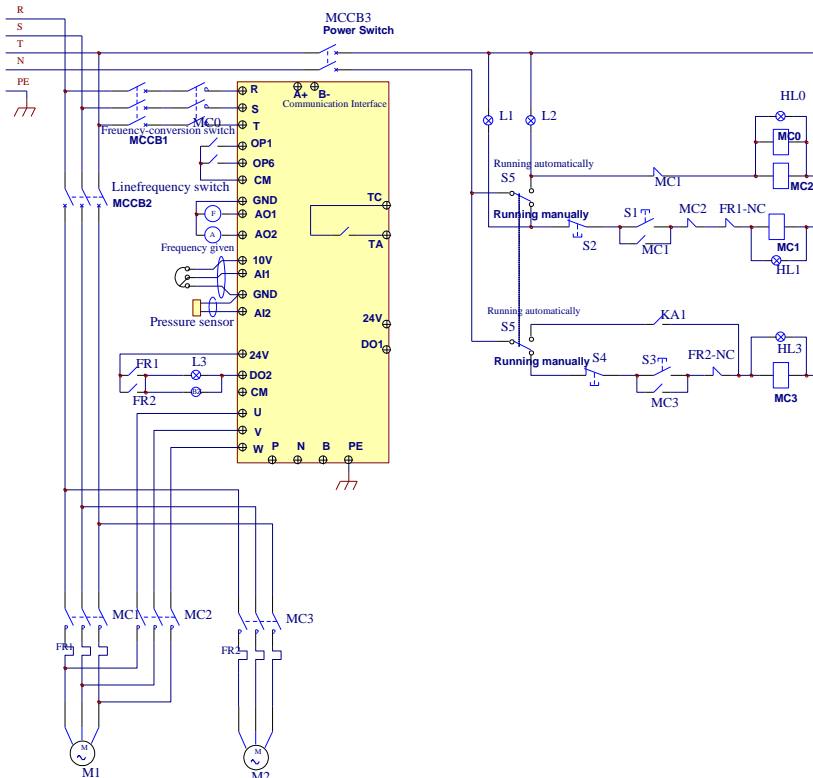 R
S
T
N
PE
MCCB3
Power Switch
R
S
T
OP1
OP6
CM
GND
AO1
AO2
10V
AI1
GND
AI2
24V
DO2
CM
U
V
W
A+
B-
Communication Interface
TC
TA
24V
DO1
P
N
B
PE
MC0
Freuency-conversion switch
MCCB1
Linefrequency switch
MCCB2
F
A
Frequency given
Pressure sensor
FR1
L3
FR2
L1
L2
HL0
MC0
MC2
MC1
Running automatically
S5
Running manually
S2
S1
MC1
MC2
FR1-NC
MC1
HL1
Running automatically
S5
Running manually
KA1
S4
S3
MC3
FR2-NC
HL3
MC3
MC1
MC2
MC3
FR1
FR2
M
M1
M
M2